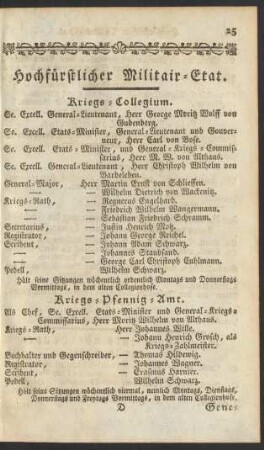 25
Hochfürstlicher Militair-Etat.
Kriegs-Collegium.
Se. Excell. General-Lieutenant, Herr George Moritz Wolff von
Gudenberg.
Se. Excell. Etats-Minister, General-Lieutenant und Gouver-
neur, Herr Carl von Bose.
Se. Excell. Etats-Minister, und General-Kriegs-Commis-
sarius, Herr M. W. von Althaus.
Se. Excell. General-Lieutenant, Herr Christoph Wilhelm von
Bardeleben.
General-Major, Herr Martin Ernst von Schlieffen.
— Wilhelm Dietrich von Wackenitz.
Kriegs-Rath, — Regnerus Engelhard.
— Friedrich Wilhelm Wangermann.
— Sebastian Friedrich Schramm.
Secretarius, — Justin Henrich Motz.
Registrator, — Johann George Reichel.
Scribent, — Johann Adam Schwarz.
— Johannes Staubsand.
— George Carl Christoph Cuhlmann.
Pedell, Wilhelm Schwarz.
Hält seine Sitzungen wöchentlich ordentlich Montags und Donnerstags
Vormittags, in dem alten Collegienhofe.
Kriegs-Pfennig-Amt.
Als Chef, Se. Excell. Etats-Minister und General-Kriegs-
Commissarius, Herr Moritz Wilhelm von Althaus.
Kriegs-Rath, Herr Johannes Wille.
— Johann Henrich Grosch, als
Kriegs-Zahlmeister.
Buchhalter und Gegenschreiber, — Thomas Hildewig.
Registrator, — Johannes Wagner.
Scribent, — Erasmus Harnier.
Pedell, Wilhelm Schwarz.
Hält seine Sitzungen wöchentlich viermal, nemlich Montags, Dienstags,
Donnerstags und Freytags Vormittags, in dem alten Collegienhofe.
D Gene-